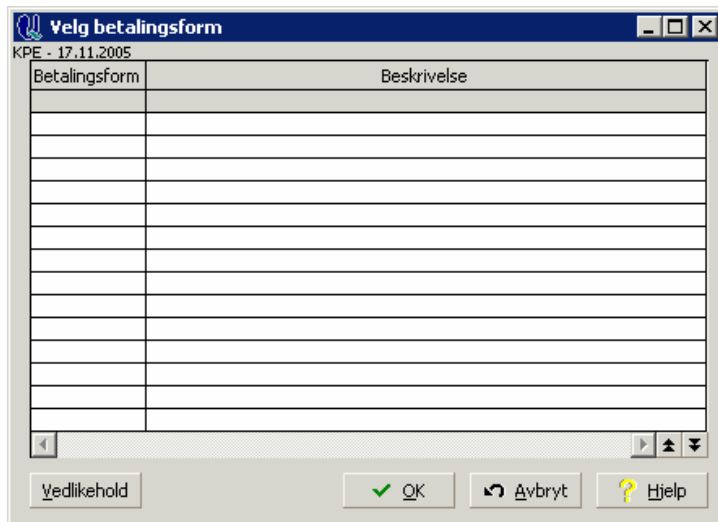 Velg betalingsform
KPE - 17.11.2005
Betalingsform Beskrivelse
Vedlikehold OK Avbryt Hjelp